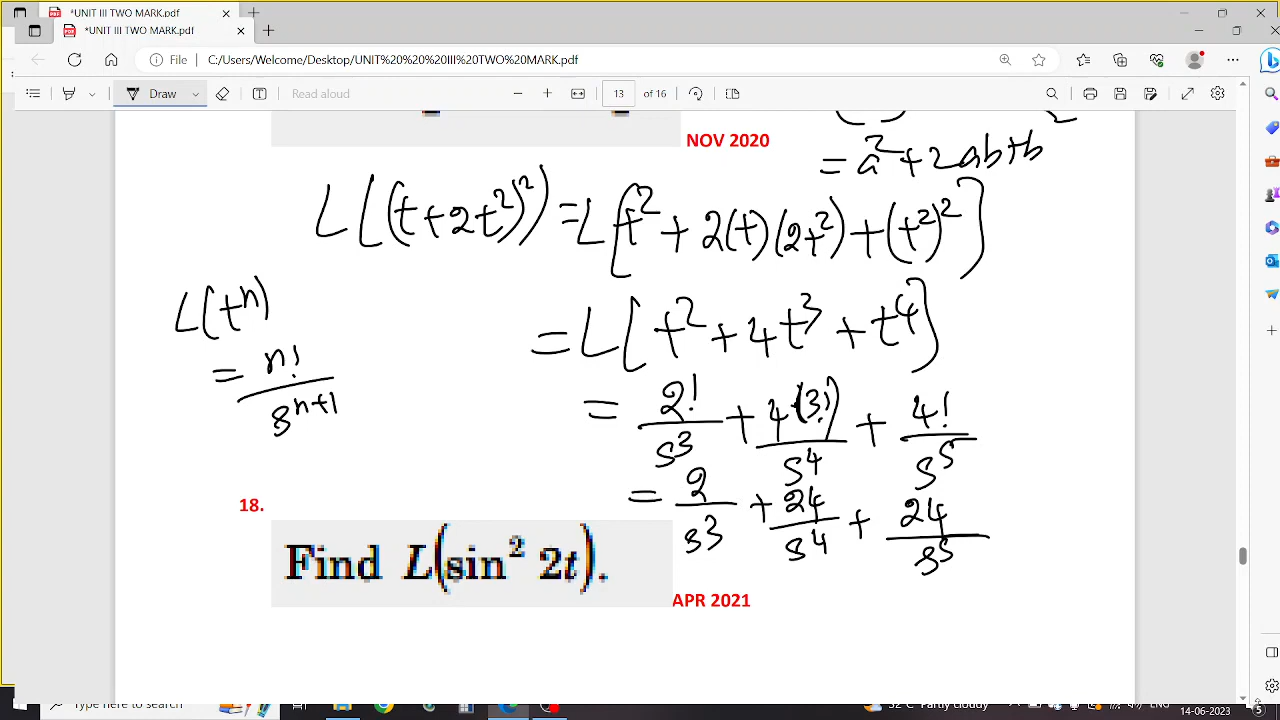 *UNIT III TWO MARK.pdf
*UNIT III TWO MARK.pdf
File C:/Users/Welcome/Desktop/UNIT%20%20%20III%20TWO%20MARK.pdf
Draw Read aloud 13 of 16
NOV 2020
= a² + 2ab + b
L((t+2t²)²) = L[t² + 2(t)(2t²) + (t²)²]
L(tⁿ)
= n!/sⁿ⁺¹
= L[t² + 4t³ + t⁴]
= 2!/s³ + 4(3!)/s⁴ + 4!/s⁵
= 2/s³ + 24/s⁴ + 24/s⁵
18.
Find L(sin² 2t).
APR 2021
Type here to search
32°C Partly cloudy
14-06-2023